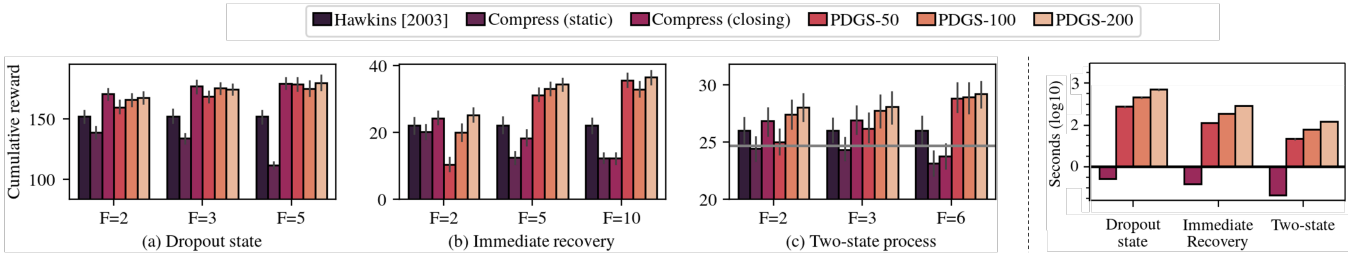 Hawkins [2003] Compress (static) Compress (closing) PDGS-50 PDGS-100 PDGS-200
Cumulative reward
150
100
F=2 F=3 F=5
(a) Dropout state
40
20
0
F=2 F=5 F=10
(b) Immediate recovery
30
25
20
F=2 F=3 F=6
(c) Two-state process
Seconds (log10)
3
2
0
Dropout state
Immediate Recovery
Two-state